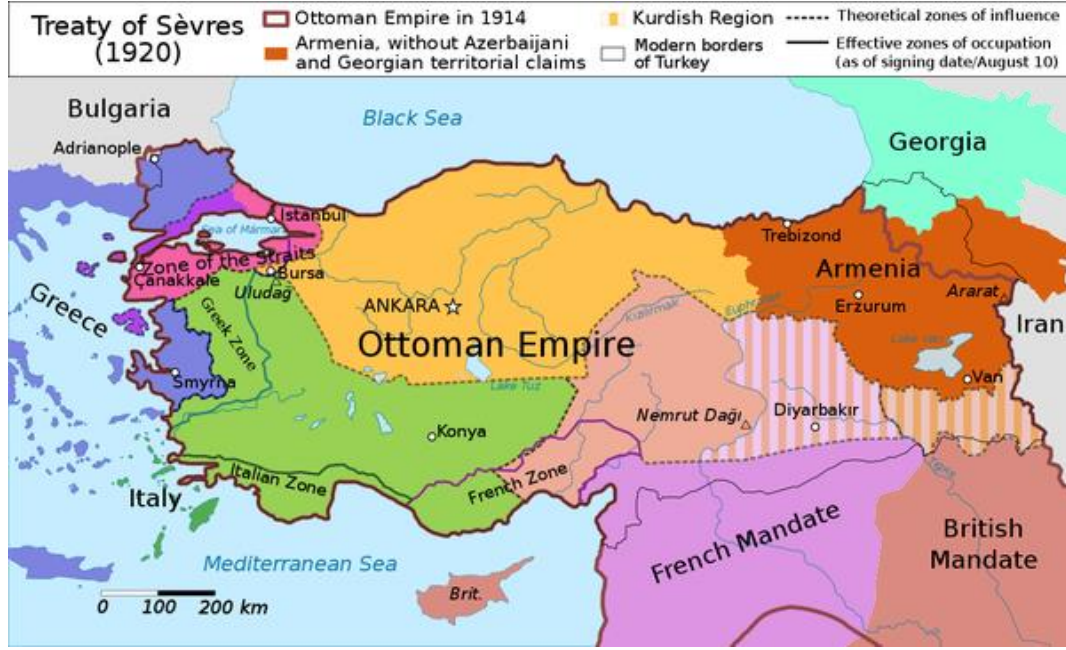 Treaty of Sèvres
(1920)
Ottoman Empire in 1914
Armenia, without Azerbaijani
and Georgian territorial claims
Kurdish Region
Modern borders
of Turkey
Theoretical zones of influence
Effective zones of occupation
(as of signing date/August 10)
Bulgaria
Black Sea
Georgia
Adrianople
Istanbul
Sea of Marmara
Trebizond
Zone of the Straits
Çanakkale
Bursa
Uludağ
Armenia
Ararat
Erzurum
Greece
Greek Zone
ANKARA
Kızılırmak
Euphrates
Iran
Ottoman Empire
Lake Van
Smyrna
Lake Tuz
Van
Konya
Nemrut Dağı
Diyarbakır
Italian Zone
French Zone
Tigris
Italy
French Mandate
British
Mandate
Mediterranean Sea
Brit.
0 100 200 km